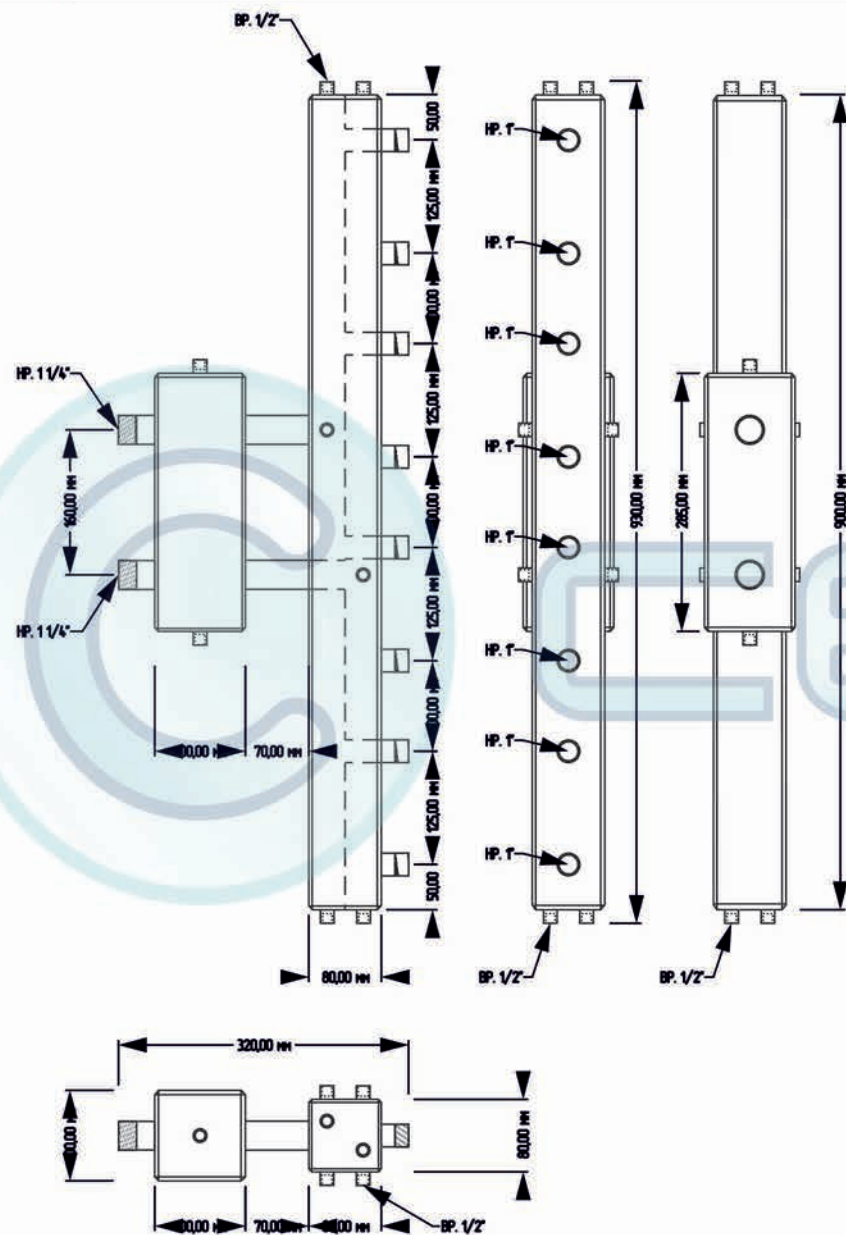 ВР. 1/2"
50,00
125,00 мм
00,00 мм
125,00 мм
00,00 мм
125,00 мм
00,00 мм
125,00 мм
50,00
НР. 1 1/4"
160,00 мм
НР. 1 1/4"
70,00 мм
80,00 мм
НР. 1"
НР. 1"
НР. 1"
НР. 1"
НР. 1"
НР. 1"
НР. 1"
НР. 1"
930,00 мм
285,00 мм
900,00 мм
ВР. 1/2"
ВР. 1/2"
320,00 мм
80,00 мм
70,00 мм
ВР. 1/2"